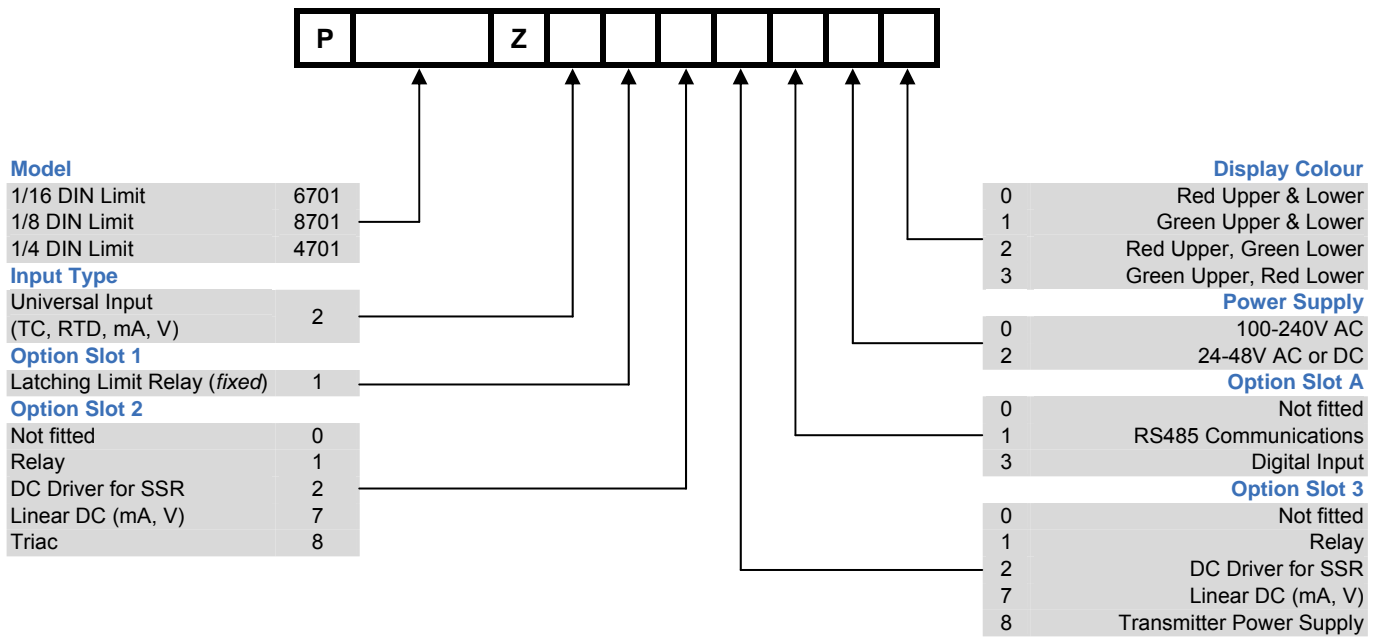 P Z
Model
1/16 DIN Limit 6701
1/8 DIN Limit 8701
1/4 DIN Limit 4701
Input Type
Universal Input
(TC, RTD, mA, V) 2
Option Slot 1
Latching Limit Relay (fixed) 1
Option Slot 2
Not fitted 0
Relay 1
DC Driver for SSR 2
Linear DC (mA, V) 7
Triac 8
Display Colour
0 Red Upper & Lower
1 Green Upper & Lower
2 Red Upper, Green Lower
3 Green Upper, Red Lower
Power Supply
0 100-240V AC
2 24-48V AC or DC
Option Slot A
0 Not fitted
1 RS485 Communications
3 Digital Input
Option Slot 3
0 Not fitted
1 Relay
2 DC Driver for SSR
7 Linear DC (mA, V)
8 Transmitter Power Supply